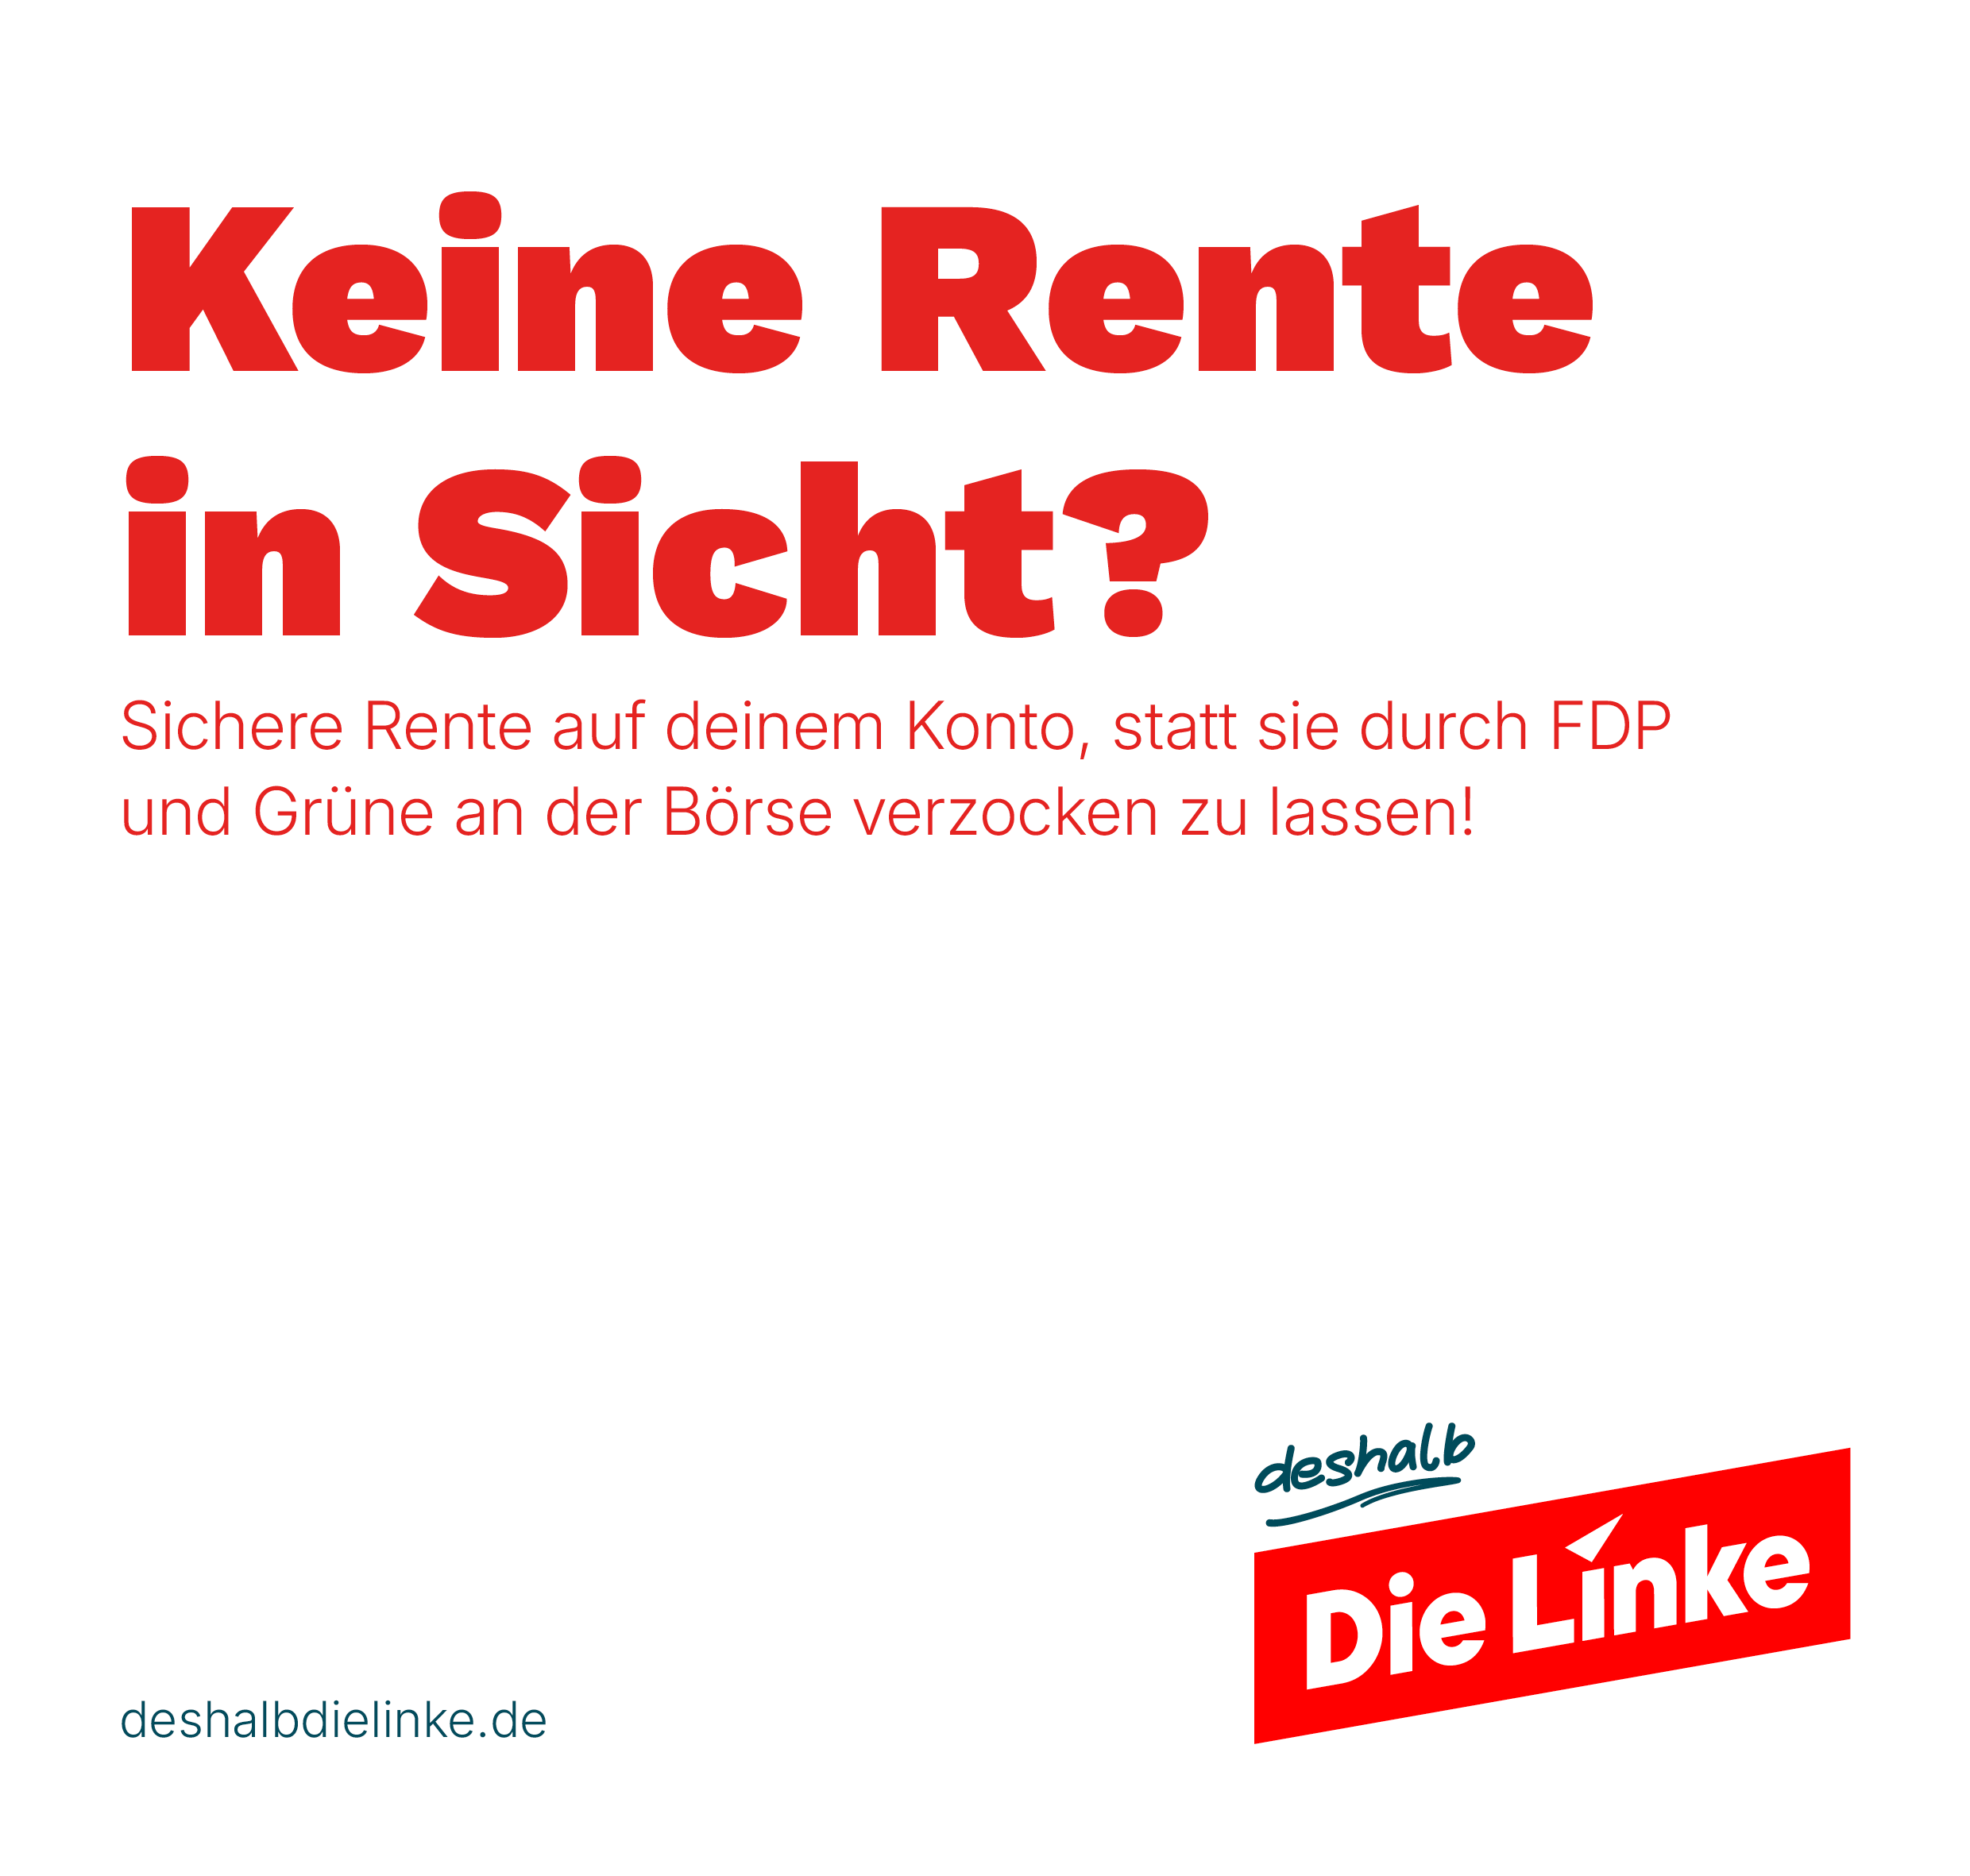 Keine Rente
in Sicht?
Sichere Rente auf deinem Konto, statt sie durch FDP
und Grüne an der Börse verzocken zu lassen!
deshalb
Die Linke
deshalbdielinke.de